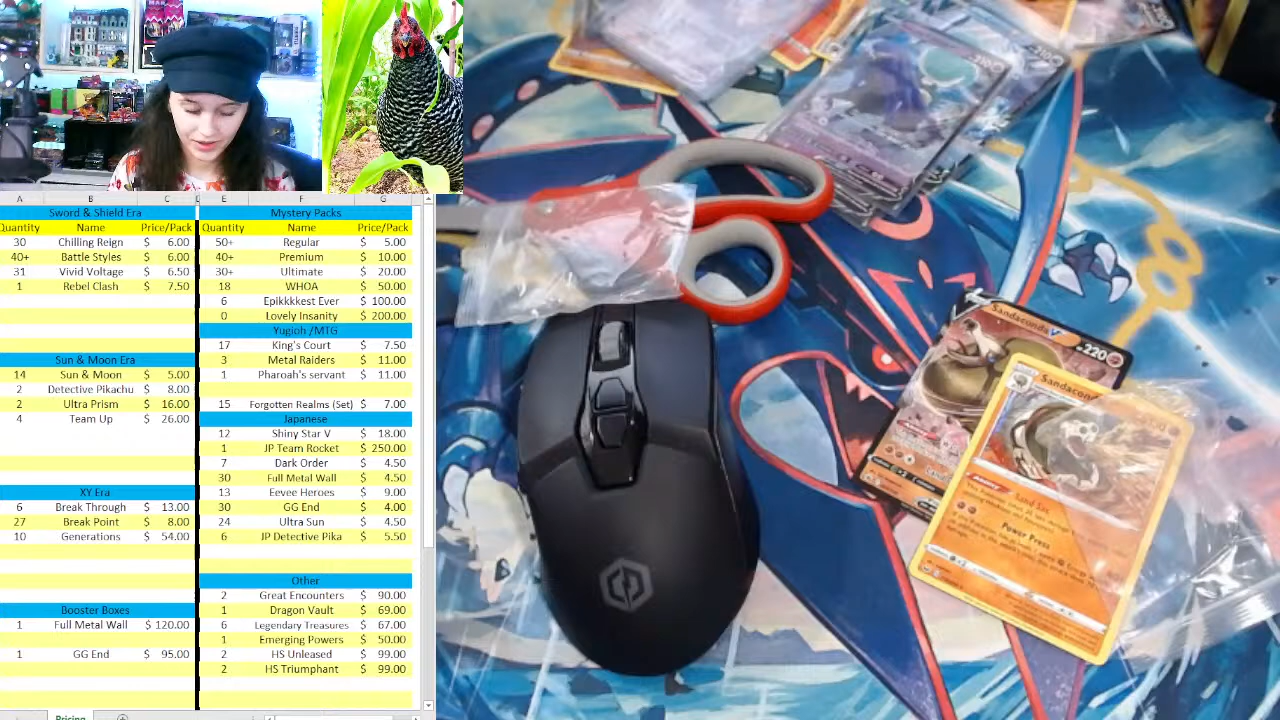 A B C E F G
Sword & Shield Era
Quantity Name Price/Pack
30 Chilling Reign $ 6.00
40+ Battle Styles $ 6.00
31 Vivid Voltage $ 6.50
1 Rebel Clash $ 7.50
Sun & Moon Era
14 Sun & Moon $ 5.00
2 Detective Pikachu $ 8.00
2 Ultra Prism $ 16.00
4 Team Up $ 26.00
XY Era
6 Break Through $ 13.00
27 Break Point $ 8.00
10 Generations $ 54.00
Booster Boxes
1 Full Metal Wall $ 120.00
1 GG End $ 95.00
Mystery Packs
Quantity Name Price/Pack
50+ Regular $ 5.00
40+ Premium $ 10.00
30+ Ultimate $ 20.00
18 WHOA $ 50.00
6 Epikkkkest Ever $ 100.00
0 Lovely Insanity $ 200.00
Yugioh /MTG
17 King's Court $ 7.50
3 Metal Raiders $ 11.00
1 Pharoah's servant $ 11.00
15 Forgotten Realms (Set) $ 7.00
Japanese
12 Shiny Star V $ 18.00
1 JP Team Rocket $ 250.00
7 Dark Order $ 4.50
30 Full Metal Wall $ 4.50
13 Eevee Heroes $ 9.00
30 GG End $ 4.00
24 Ultra Sun $ 4.50
6 JP Detective Pika $ 5.50
Other
2 Great Encounters $ 90.00
1 Dragon Vault $ 69.00
6 Legendary Treasures $ 67.00
1 Emerging Powers $ 50.00
2 HS Unleased $ 99.00
2 HS Triumphant $ 99.00
Pricing
210
Sandaconda V
220
Sandaconda
Ability Sand Sac
Power Press